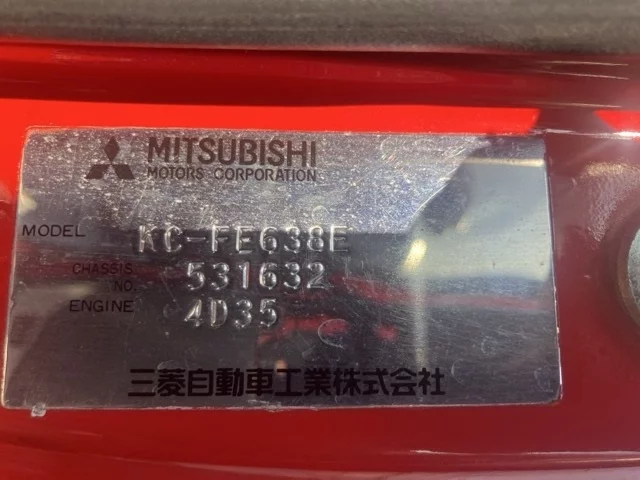 MITSUBISHI
MOTORS CORPORATION
MODEL KC-FE638E
CHASSIS NO. 531632
ENGINE 4D35
三菱自動車工業株式会社